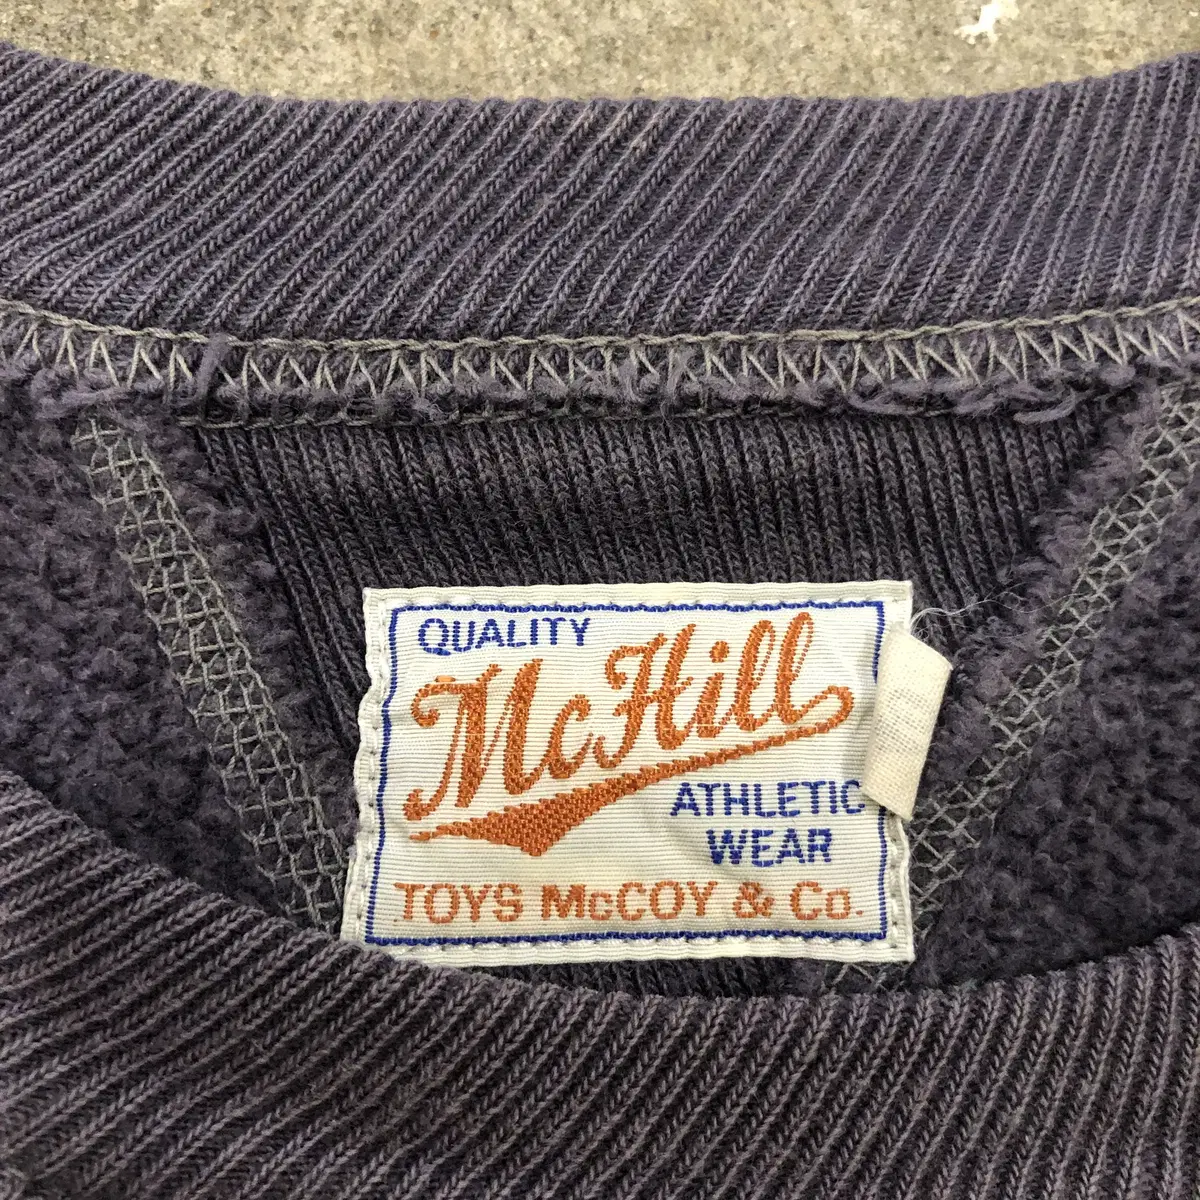 QUALITY
McHill
ATHLETIC
WEAR
TOYS McCOY & Co.